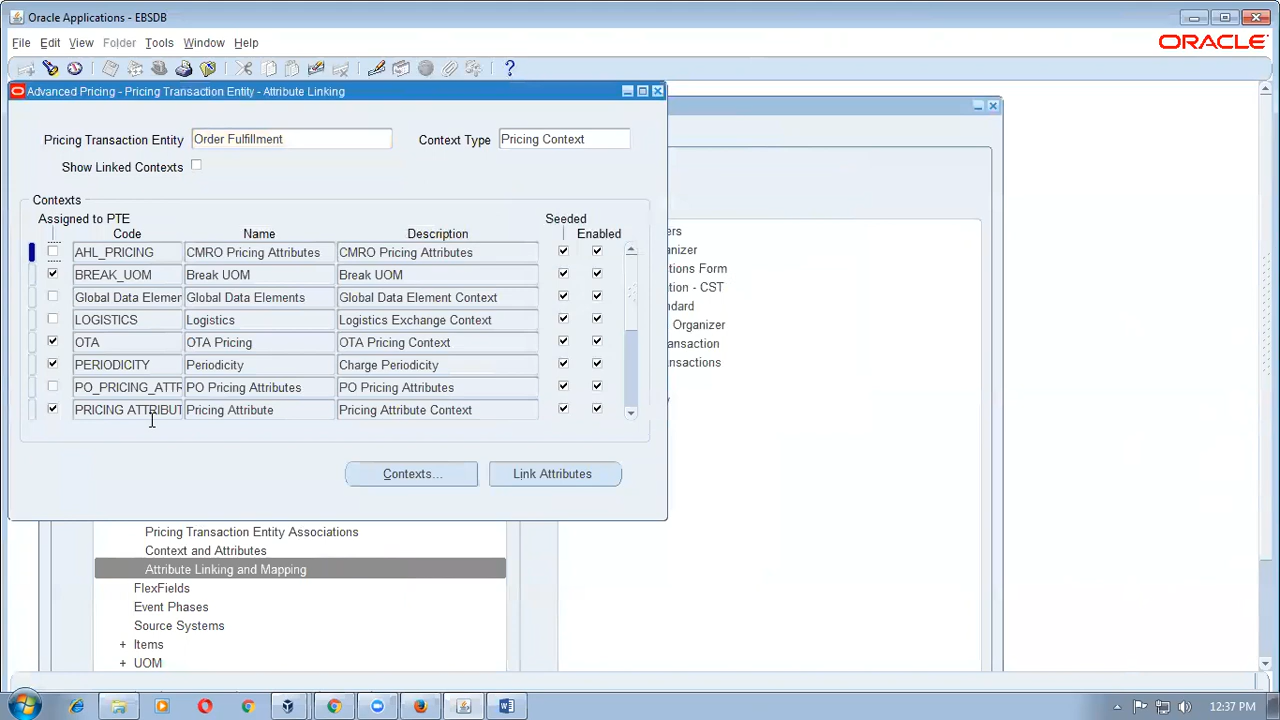 Oracle Applications - EBSDB
File Edit View Folder Tools Window Help
ORACLE
Advanced Pricing - Pricing Transaction Entity - Attribute Linking
Pricing Transaction Entity Order Fulfillment Context Type Pricing Context
Show Linked Contexts
Contexts
Assigned to PTE Seeded
Code Name Description Enabled
AHL_PRICING CMRO Pricing Attributes CMRO Pricing Attributes
BREAK_UOM Break UOM Break UOM
Global Data Elemer Global Data Elements Global Data Element Context
LOGISTICS Logistics Logistics Exchange Context
OTA OTA Pricing OTA Pricing Context
PERIODICITY Periodicity Charge Periodicity
PO_PRICING_ATTR PO Pricing Attributes PO Pricing Attributes
PRICING ATTRIBUT Pricing Attribute Pricing Attribute Context
Contexts... Link Attributes
ers
anizer
tions Form
tion - CST
ndard
Organizer
ansaction
nsactions
Pricing Transaction Entity Associations
Context and Attributes
Attribute Linking and Mapping
FlexFields
Event Phases
Source Systems
+ Items
+ UOM
12:37 PM